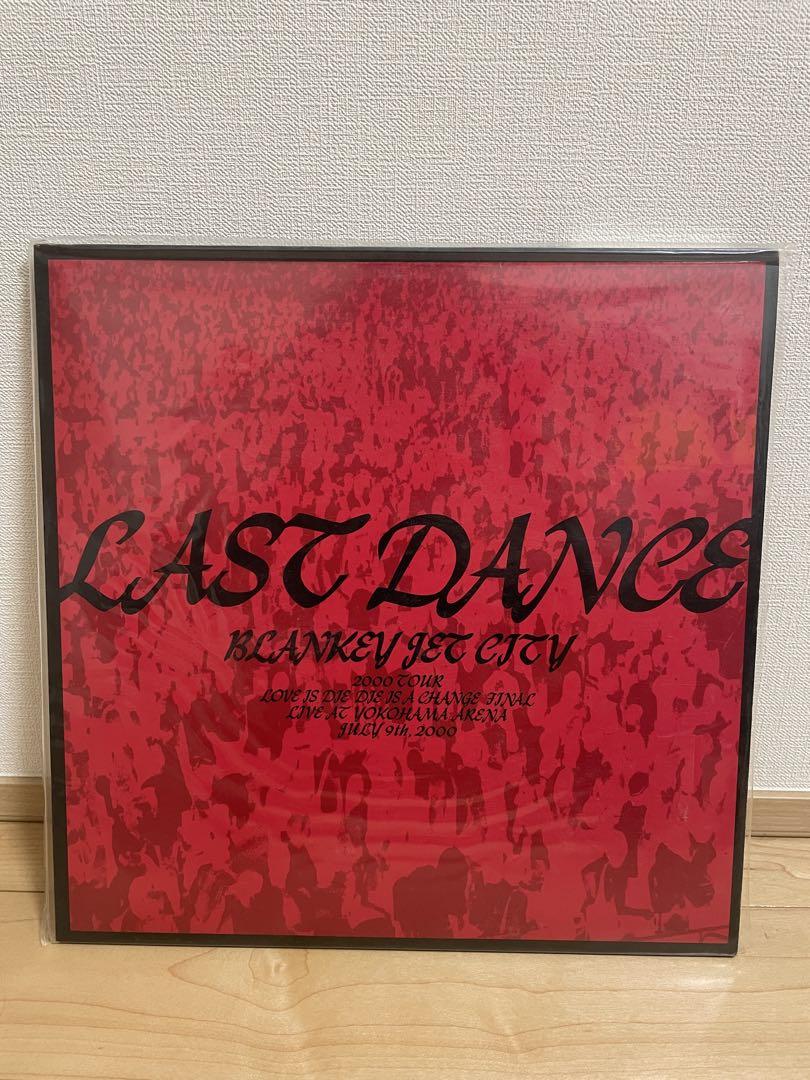 LAST DANCE
BLANKEY JET CITY
2000 TOUR
LOVE IS DIE DIE IS A CHANGE FINAL
LIVE AT YOKOHAMA ARENA
JULY 9th, 2000